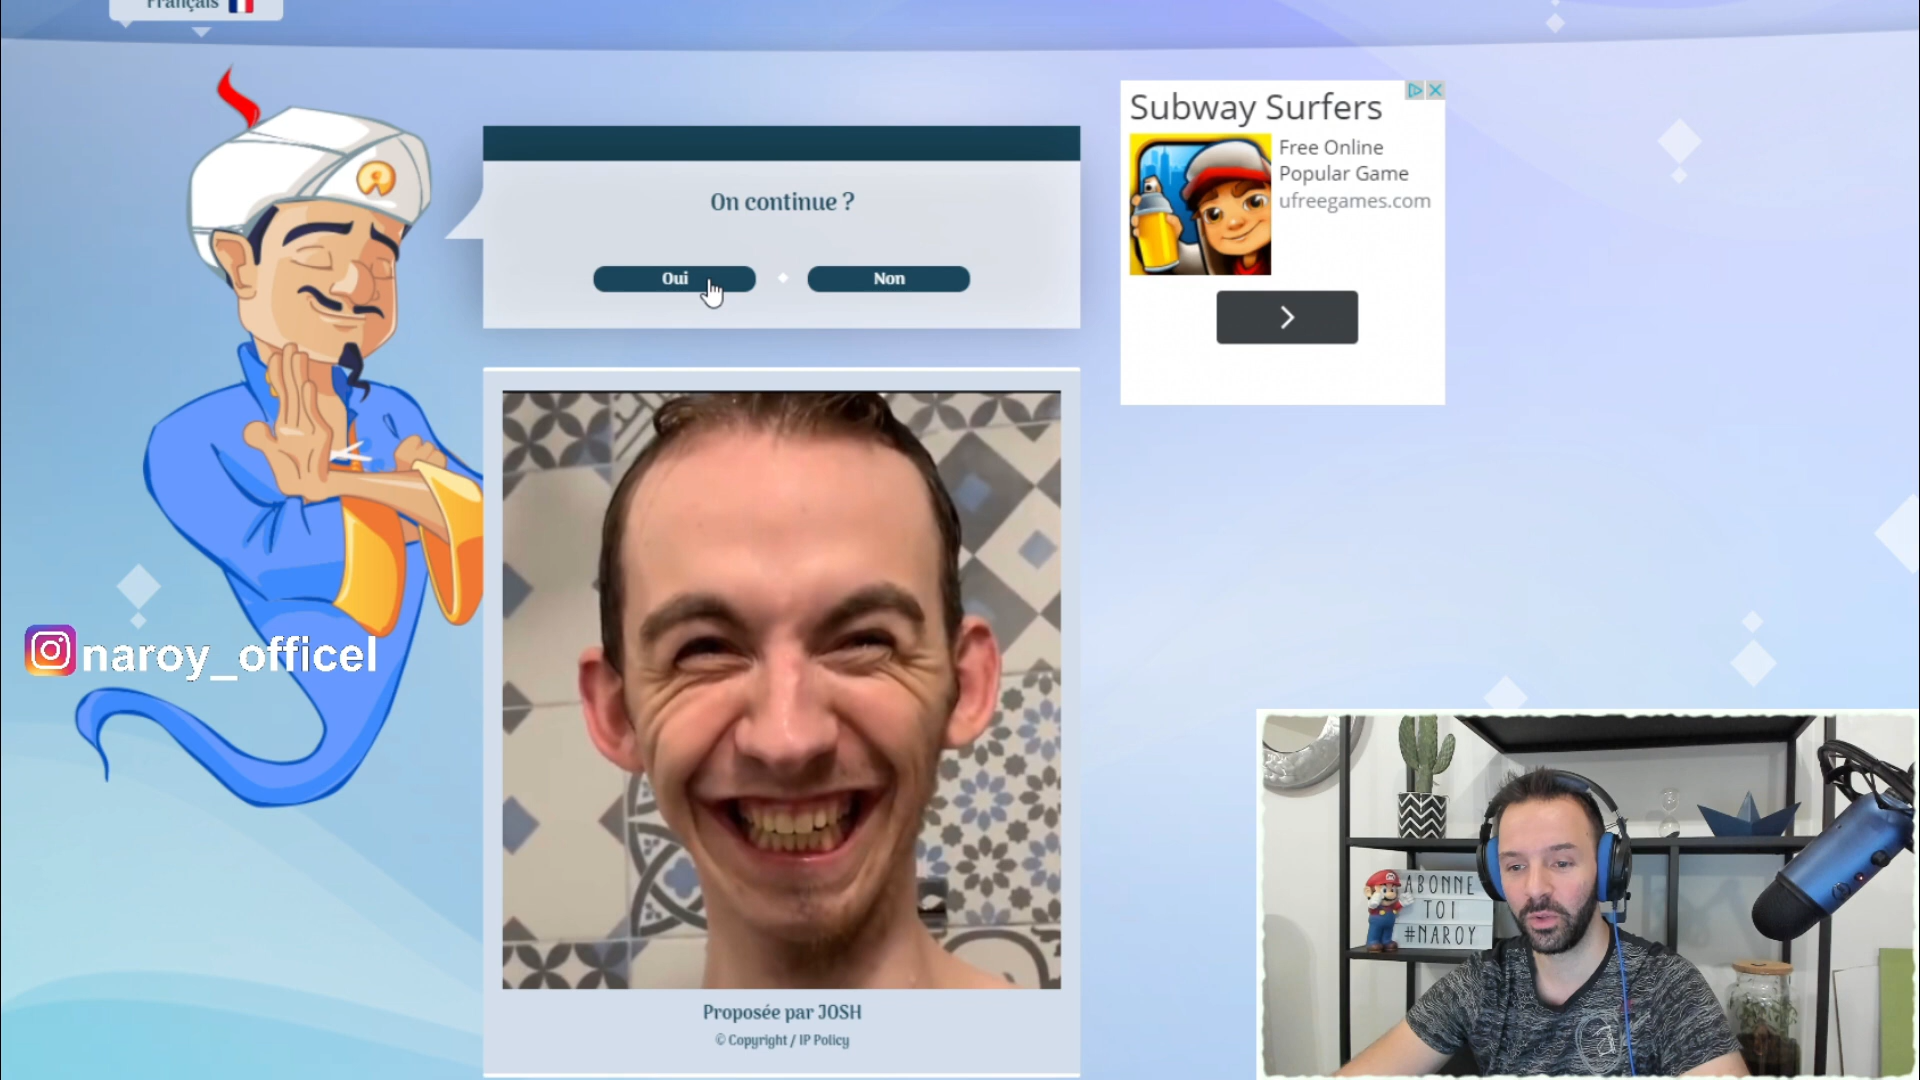 Français
On continue ?
Oui
Non
Subway Surfers
Free Online
Popular Game
ufreegames.com
naroy_officel
ABONNE
TOI
#NAROY
Proposée par JOSH
© Copyright / IP Policy